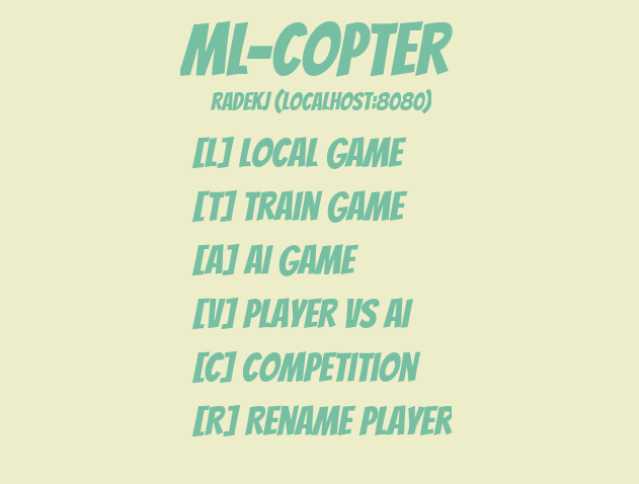 ML-COPTER
RADEKJ (LOCALHOST:8080)
[L] LOCAL GAME
[T] TRAIN GAME
[A] AI GAME
[V] PLAYER VS AI
[C] COMPETITION
[R] RENAME PLAYER